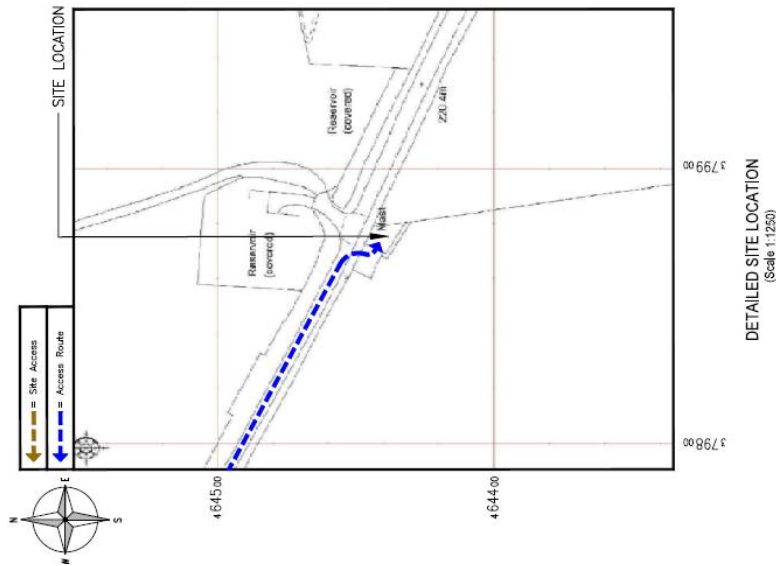 SITE LOCATION
= Site Access
= Access Route
N
E
S
W
Reservoir
(covered)
Reservoir
(covered)
220.4m
Mast
4645 00
4644 00
3798 00
3799 00
DETAILED SITE LOCATION
(Scale 1:1250)